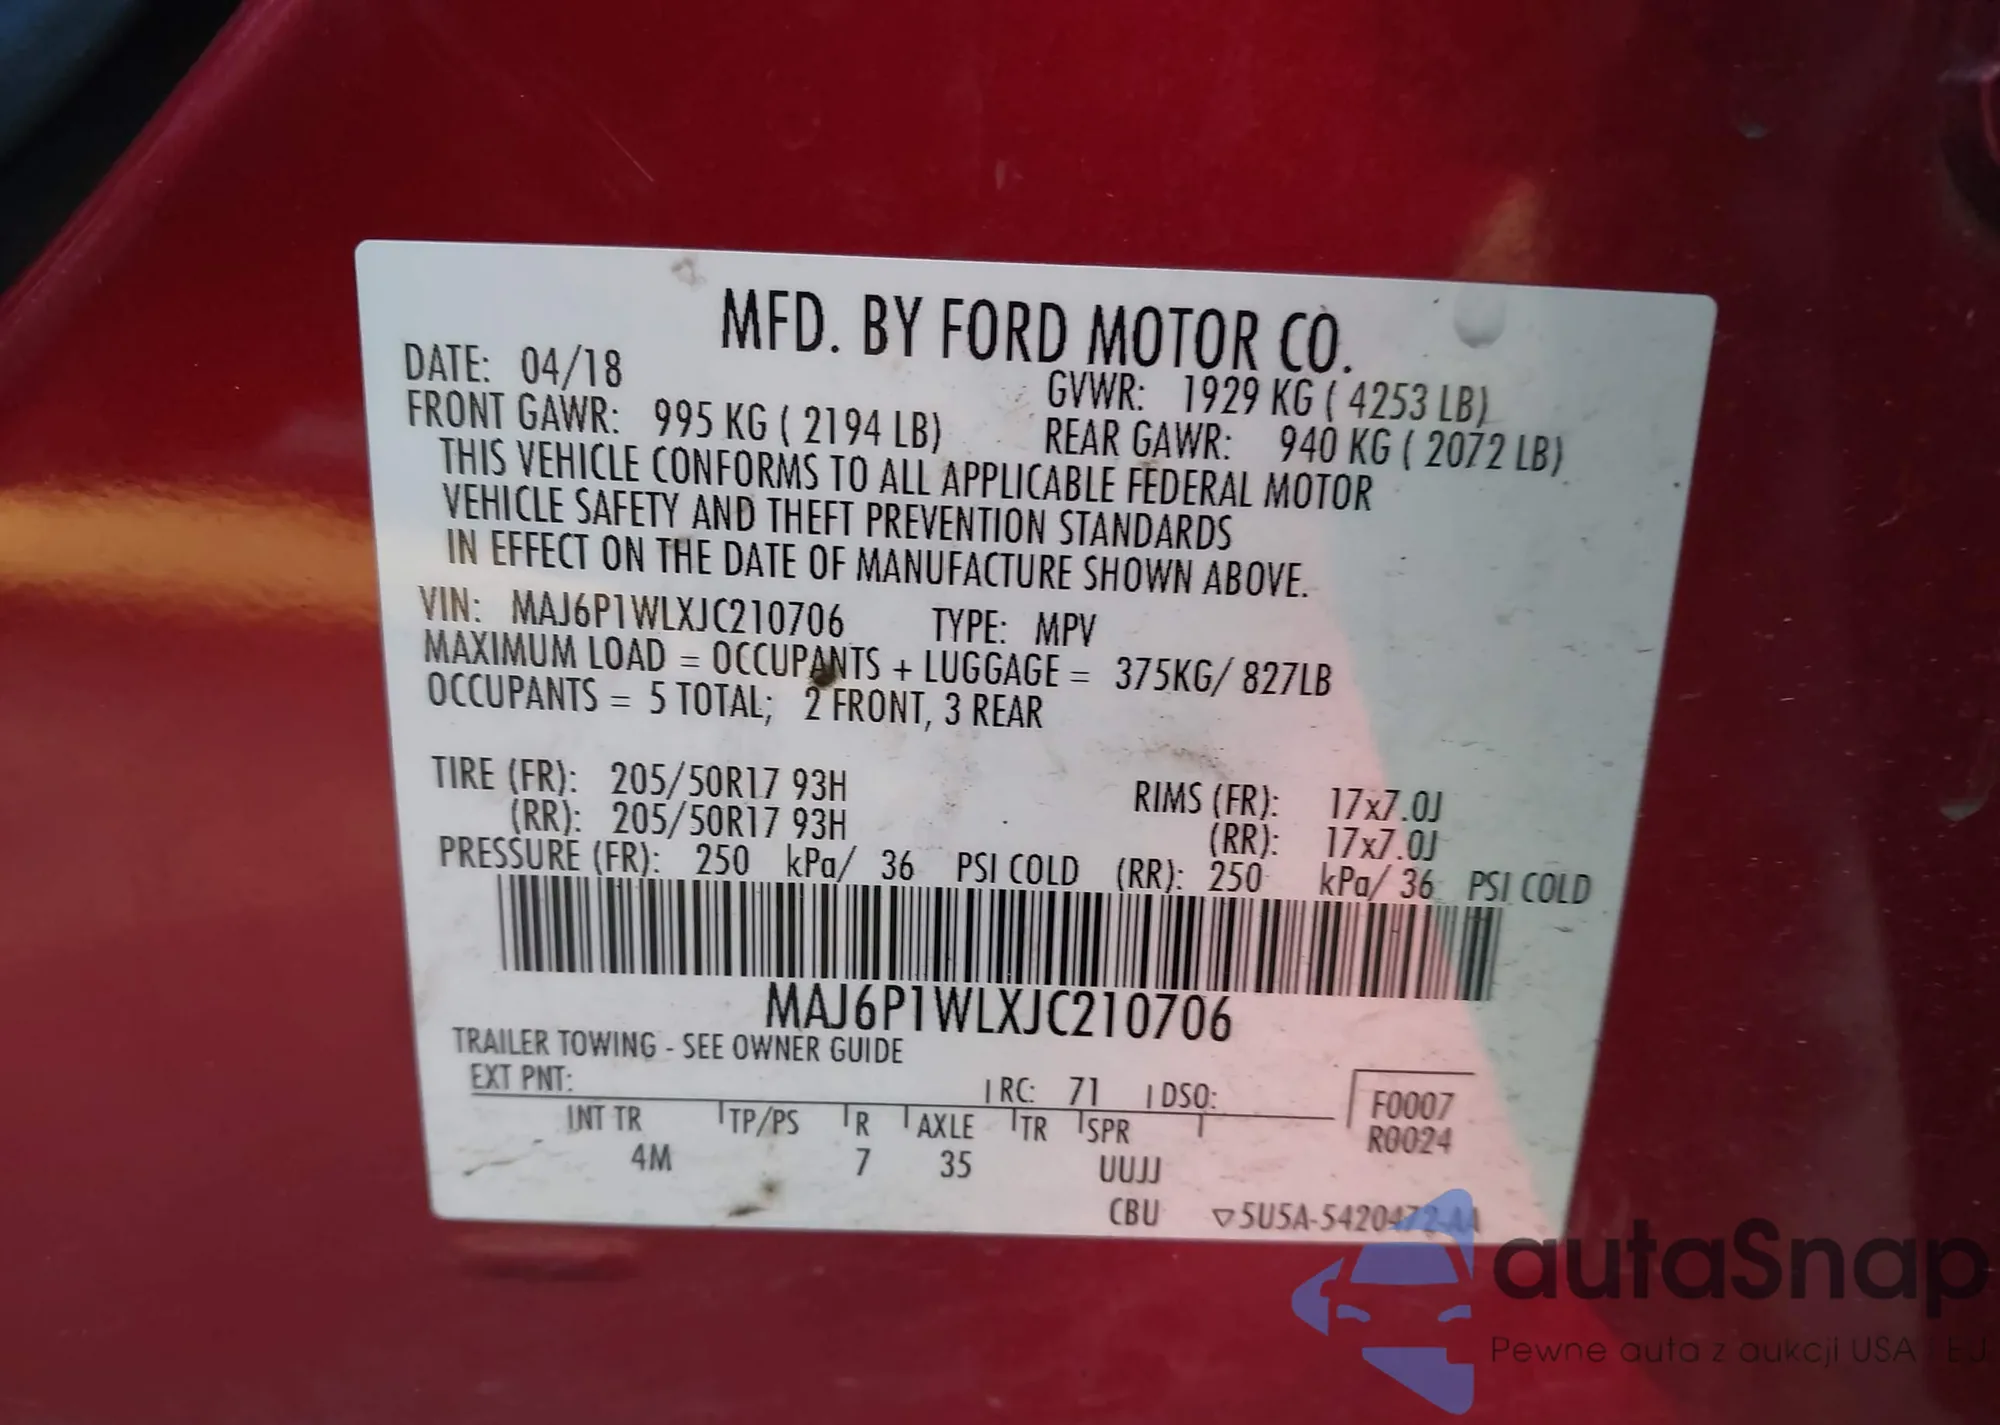 MFD. BY FORD MOTOR CO.
DATE: 04/18 GVWR: 1929 KG ( 4253 LB)
FRONT GAWR: 995 KG ( 2194 LB) REAR GAWR: 940 KG ( 2072 LB)
THIS VEHICLE CONFORMS TO ALL APPLICABLE FEDERAL MOTOR
VEHICLE SAFETY AND THEFT PREVENTION STANDARDS
IN EFFECT ON THE DATE OF MANUFACTURE SHOWN ABOVE.
VIN: MAJ6P1WLXJC210706 TYPE: MPV
MAXIMUM LOAD = OCCUPANTS + LUGGAGE = 375KG/ 827LB
OCCUPANTS = 5 TOTAL; 2 FRONT, 3 REAR
TIRE (FR): 205/50R17 93H RIMS (FR): 17x7.0J
(RR): 205/50R17 93H (RR): 17x7.0J
PRESSURE (FR): 250 kPa/ 36 PSI COLD (RR): 250 kPa/ 36 PSI COLD
MAJ6P1WLXJC210706
TRAILER TOWING - SEE OWNER GUIDE
EXT PNT: RC: 71 DSO: F0007
INT TR TP/PS R AXLE TR SPR R0024
4M 7 35 UUJJ
CBU 5U5A-5420472-AA
autaSnap
Pewne auta z aukcji USA i EU